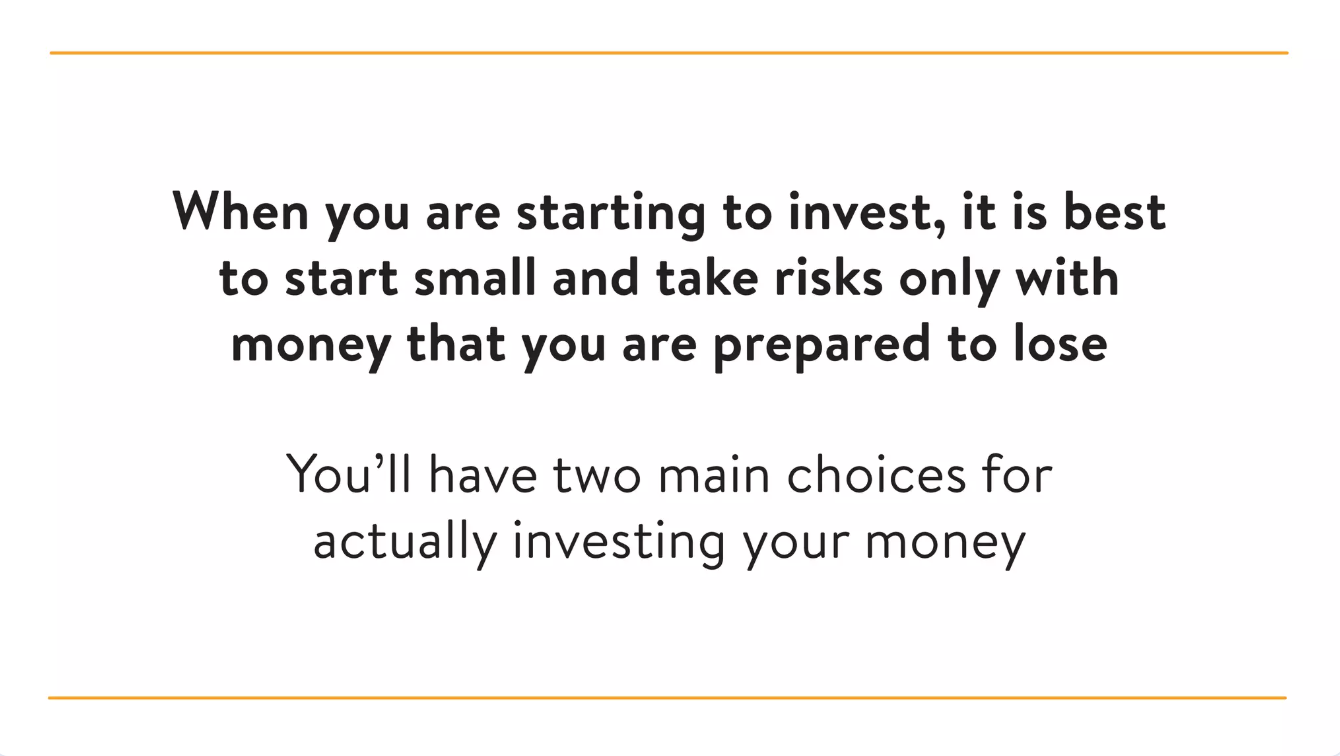 When you are starting to invest, it is best
to start small and take risks only with
money that you are prepared to lose
You’ll have two main choices for
actually investing your money